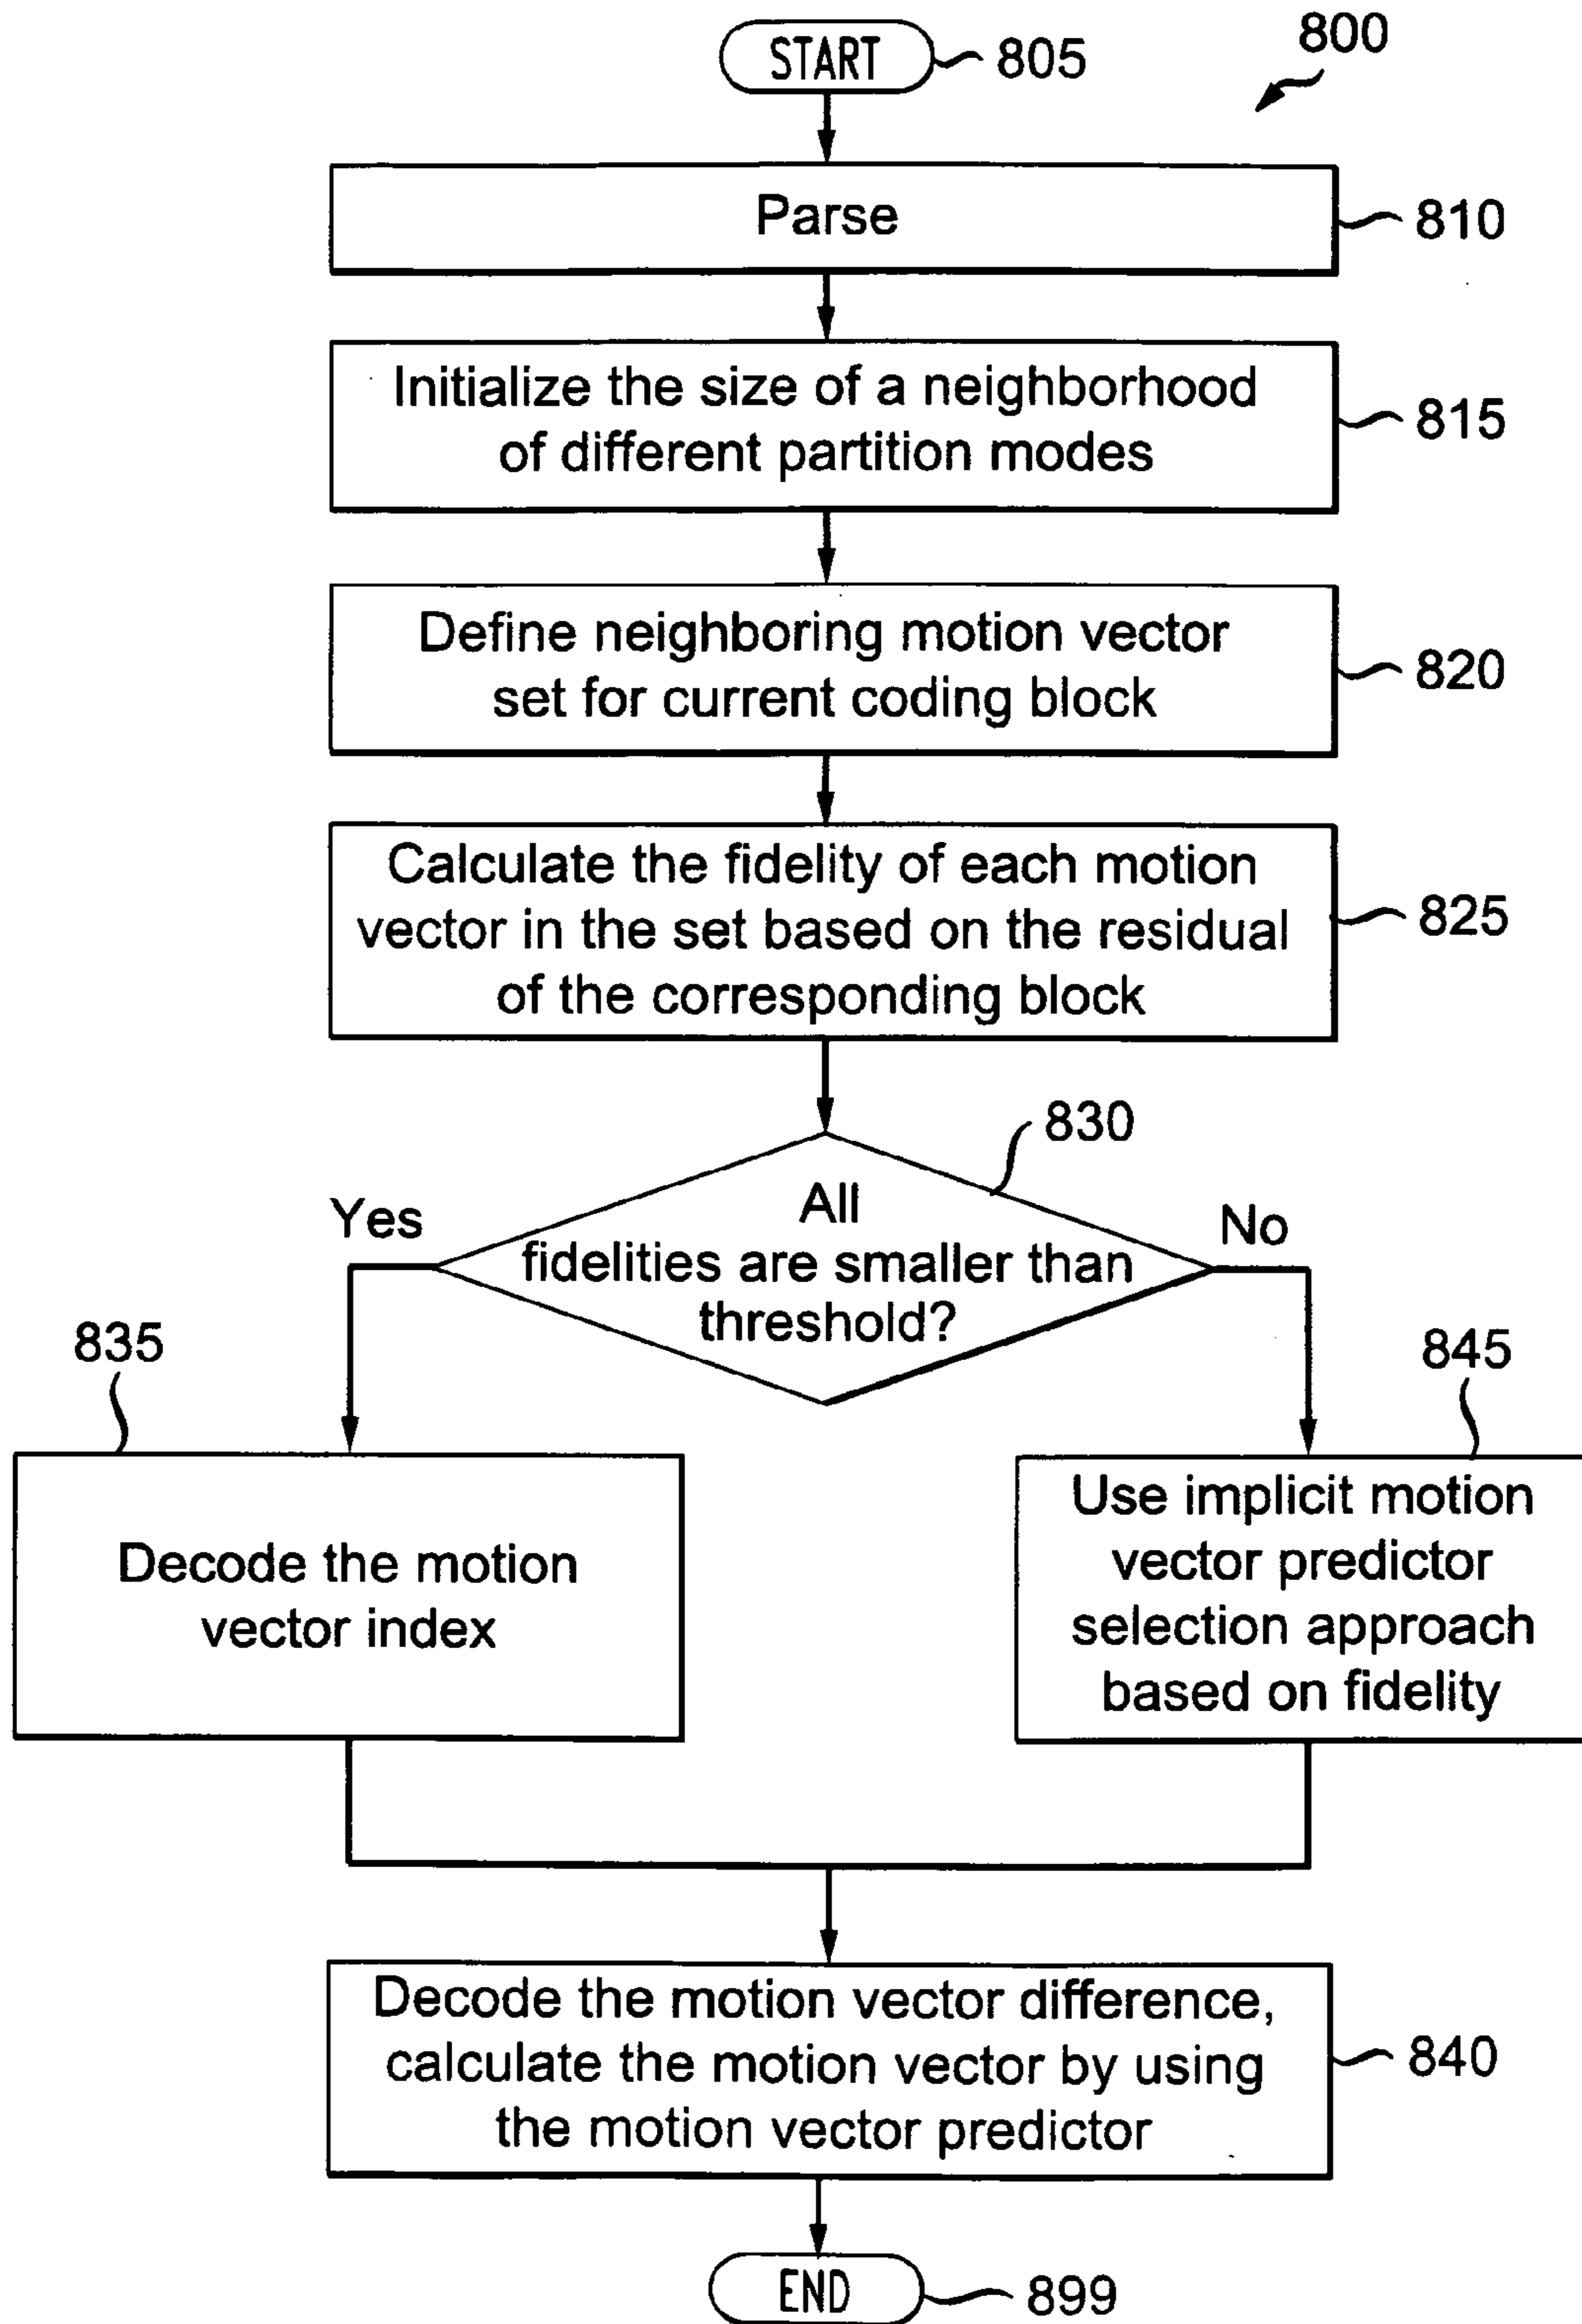 800
START
805
Parse
810
Initialize the size of a neighborhood
of different partition modes
815
Define neighboring motion vector
set for current coding block
820
Calculate the fidelity of each motion
vector in the set based on the residual
of the corresponding block
825
830
All
fidelities are smaller than
threshold?
Yes
No
835
Decode the motion
vector index
845
Use implicit motion
vector predictor
selection approach
based on fidelity
Decode the motion vector difference,
calculate the motion vector by using
the motion vector predictor
840
END
899